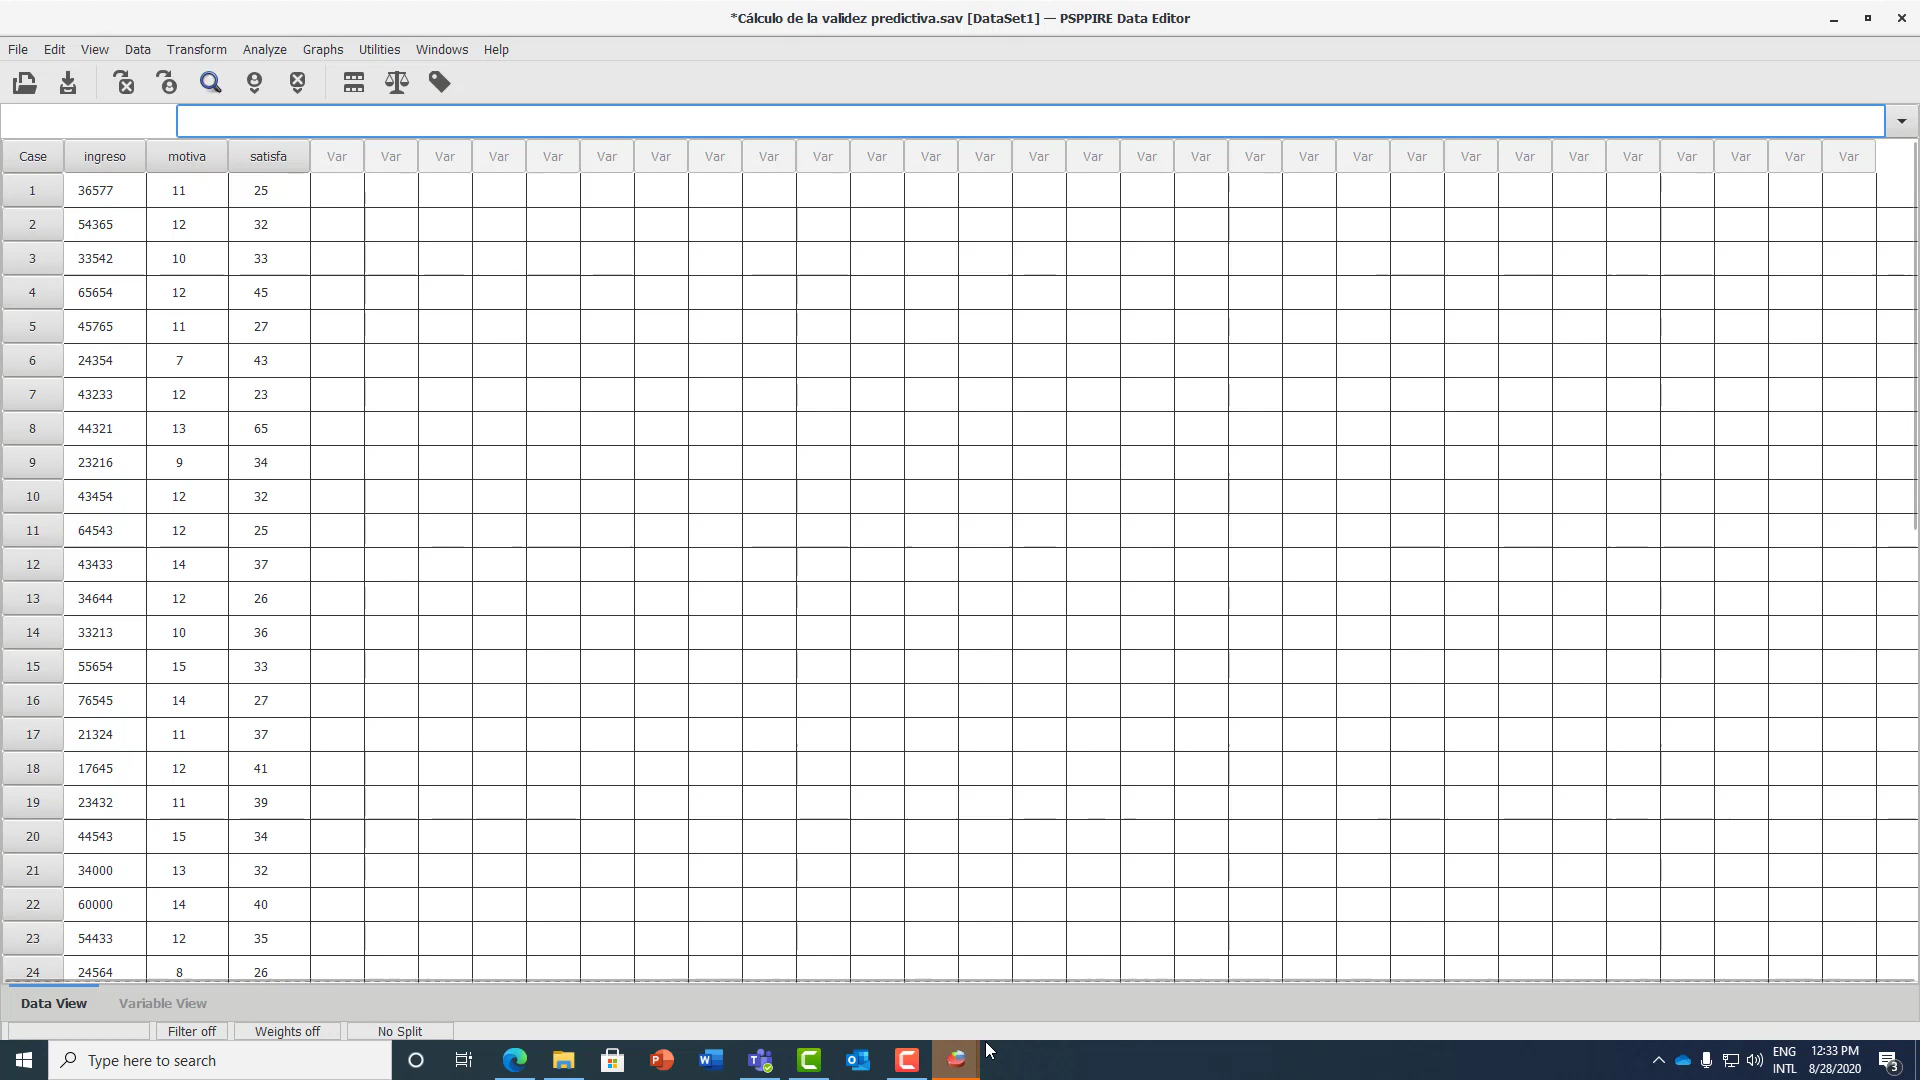 *Cálculo de la validez predictiva.sav [DataSet1] — PSPPIRE Data Editor
File Edit View Data Transform Analyze Graphs Utilities Windows Help
Case ingreso motiva satisfa Var Var Var Var Var Var Var Var Var Var Var Var Var Var Var Var Var Var Var Var Var Var Var Var Var Var Var Var Var
1 36577 11 25
2 54365 12 32
3 33542 10 33
4 65654 12 45
5 45765 11 27
6 24354 7 43
7 43233 12 23
8 44321 13 65
9 23216 9 34
10 43454 12 32
11 64543 12 25
12 43433 14 37
13 34644 12 26
14 33213 10 36
15 55654 15 33
16 76545 14 27
17 21324 11 37
18 17645 12 41
19 23432 11 39
20 44543 15 34
21 34000 13 32
22 60000 14 40
23 54433 12 35
24 24564 8 26
Data View Variable View
Filter off Weights off No Split
Type here to search
ENG 12:33 PM
INTL 8/28/2020 3